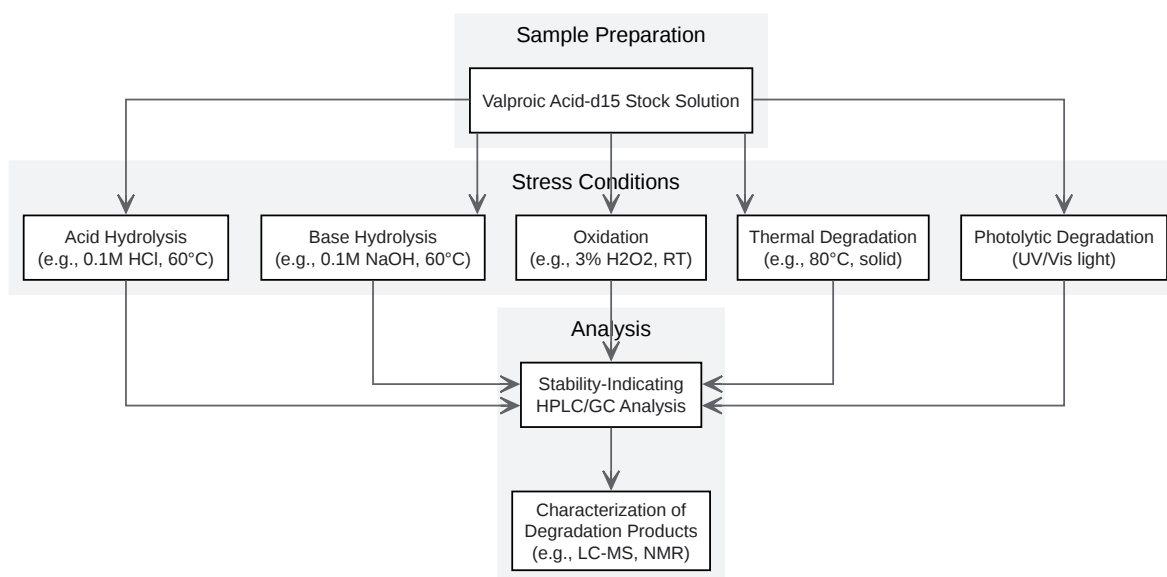 Sample Preparation
Valproic Acid-d15 Stock Solution
Stress Conditions
Acid Hydrolysis
(e.g., 0.1M HCl, 60°C)
Base Hydrolysis
(e.g., 0.1M NaOH, 60°C)
Oxidation
(e.g., 3% H2O2, RT)
Thermal Degradation
(e.g., 80°C, solid)
Photolytic Degradation
(UV/Vis light)
Analysis
Stability-Indicating
HPLC/GC Analysis
Characterization of
Degradation Products
(e.g., LC-MS, NMR)